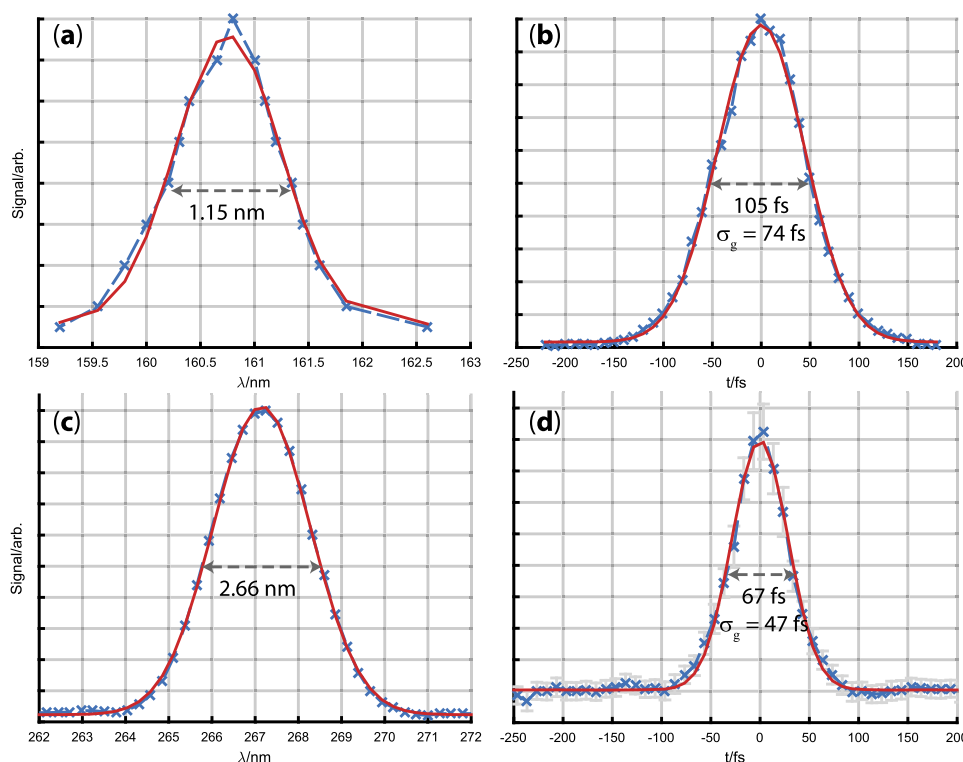 (a)
Signal/arb.
1.15 nm
159 159.5 160 160.5 161 161.5 162 162.5 163
λ/nm
(b)
105 fs
σg = 74 fs
-250 -200 -150 -100 -50 0 50 100 150 200
t/fs
(c)
Signal/arb.
2.66 nm
262 263 264 265 266 267 268 269 270 271 272
λ/nm
(d)
67 fs
σg = 47 fs
-250 -200 -150 -100 -50 0 50 100 150 200
t/fs